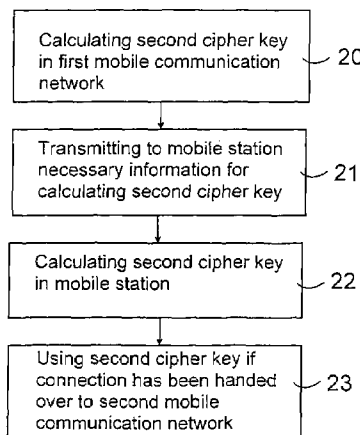 Calculating second cipher key
in first mobile communication
network
20
Transmitting to mobile station
necessary information for
calculating second cipher key
21
Calculating second cipher key
in mobile station
22
Using second cipher key if
connection has been handed
over to second mobile
communication network
23